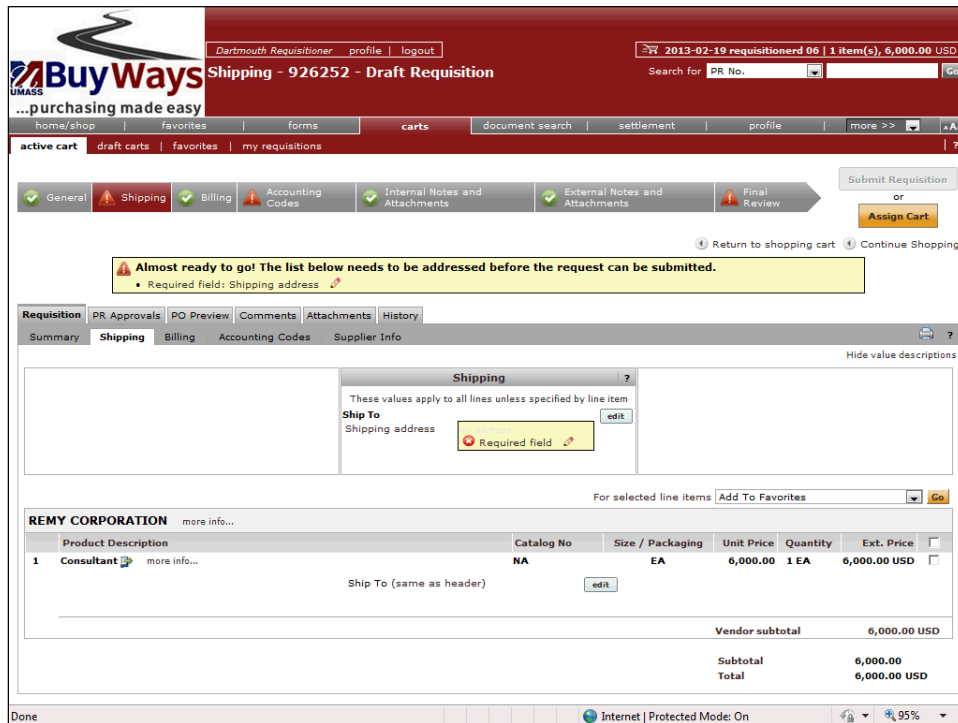 UMASS
BuyWays
...purchasing made easy
Dartmouth Requisitioner profile | logout
2013-02-19 requisitionerd 06 | 1 item(s), 6,000.00 USD
Shipping - 926252 - Draft Requisition
Search for PR No. Go
home/shop | favorites | forms carts document search | settlement | profile | more >>
active cart draft carts | favorites | my requisitions | ?
General Shipping Billing Accounting Codes Internal Notes and Attachments External Notes and Attachments Final Review
Submit Requisition
or
Assign Cart
Return to shopping cart Continue Shopping
Almost ready to go! The list below needs to be addressed before the request can be submitted.
• Required field: Shipping address
Requisition PR Approvals PO Preview Comments Attachments History
Summary Shipping Billing Accounting Codes Supplier Info ?
Hide value descriptions
Shipping ?
These values apply to all lines unless specified by line item
Ship To edit
Shipping address
Required field
For selected line items Add To Favorites Go
REMY CORPORATION more info...
Product Description Catalog No Size / Packaging Unit Price Quantity Ext. Price
1 Consultant more info... NA EA 6,000.00 1 EA 6,000.00 USD
Ship To (same as header) edit
Vendor subtotal 6,000.00 USD
Subtotal 6,000.00
Total 6,000.00 USD
Done Internet | Protected Mode: On 95%